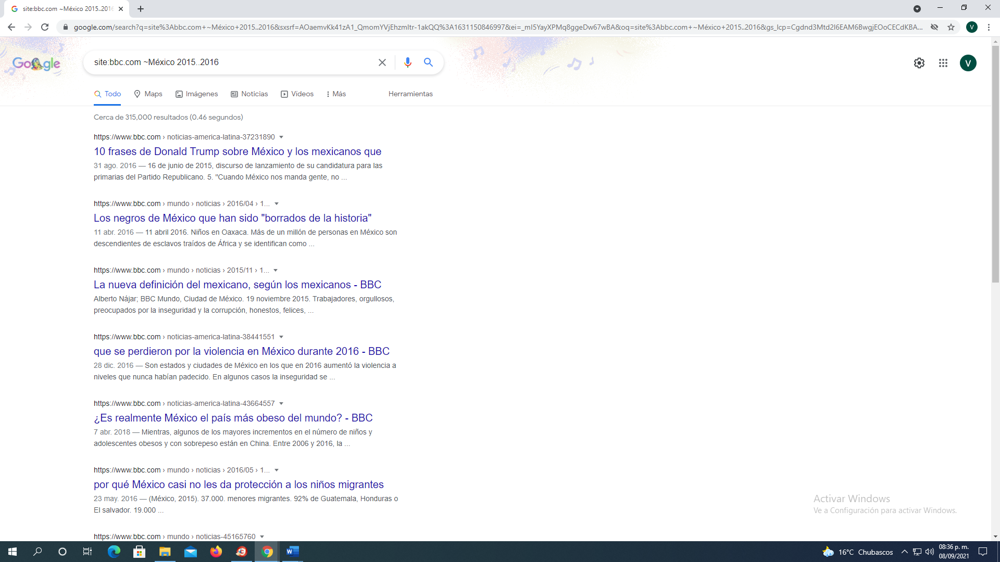 site:bbc.com ~México 2015..2016
google.com/search?q=site%3Abbc.com+~México+2015..2016&sxsrf=AOaemvKk41zA1_QmomYVjEhzmItr-1akQQ%3A1631150846997&ei=_mI5YayXPMq8ggeDw67wBA&oq=site%3Abbc.com+~México+2015..2016&gs_lcp=Cgdnd3Mtd2l6EAM6BwgjEOoCECdKBA...
V
Google
site:bbc.com ~México 2015..2016
V
Todo Maps Imágenes Noticias Vídeos Más Herramientas
Cerca de 315,000 resultados (0.46 segundos)
https://www.bbc.com › noticias-america-latina-37231890
10 frases de Donald Trump sobre México y los mexicanos que
31 ago. 2016 — 16 de junio de 2015, discurso de lanzamiento de su candidatura para las
primarias del Partido Republicano. 5. "Cuando México nos manda gente, no ...
https://www.bbc.com › mundo › noticias › 2016/04 › 1...
Los negros de México que han sido "borrados de la historia"
11 abr. 2016 — 11 abril 2016. Niños en Oaxaca. Más de un millón de personas en México son
descendientes de esclavos traídos de África y se identifican como ...
https://www.bbc.com › mundo › noticias › 2015/11 › 1...
La nueva definición del mexicano, según los mexicanos - BBC
Alberto Nájar; BBC Mundo, Ciudad de México. 19 noviembre 2015. Trabajadores, orgullosos,
preocupados por la inseguridad y la corrupción, honestos, felices, ...
https://www.bbc.com › noticias-america-latina-38441551
que se perdieron por la violencia en México durante 2016 - BBC
28 dic. 2016 — Son estados y ciudades de México en los que en 2016 aumentó la violencia a
niveles que nunca habían padecido. En algunos casos la inseguridad se ...
https://www.bbc.com › noticias-america-latina-43664557
¿Es realmente México el país más obeso del mundo? - BBC
7 abr. 2018 — Mientras, algunos de los mayores incrementos en el número de niños y
adolescentes obesos y con sobrepeso están en China. Entre 2006 y 2016, la ...
https://www.bbc.com › mundo › noticias › 2016/05 › 1...
por qué México casi no les da protección a los niños migrantes
23 may. 2016 — (México, 2015). 37.000. menores migrantes. 92% de Guatemala, Honduras o
El salvador. 19.000 ...
https://www.bbc.com › mundo › noticias-45165760
Activar Windows
Ve a Configuración para activar Windows.
16°C Chubascos
08:36 p. m.
08/09/2021